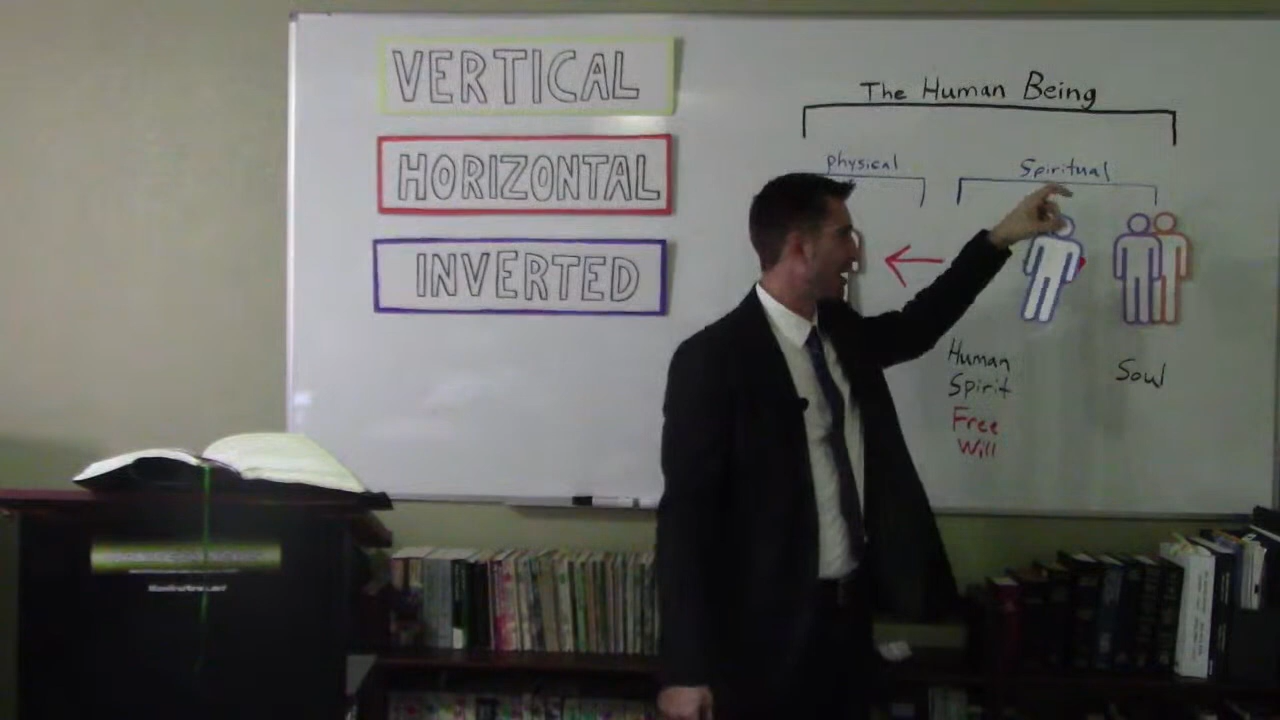 VERTICAL
HORIZONTAL
INVERTED
The Human Being
physical
Spiritual
Human
Spirit
Free
Will
Soul